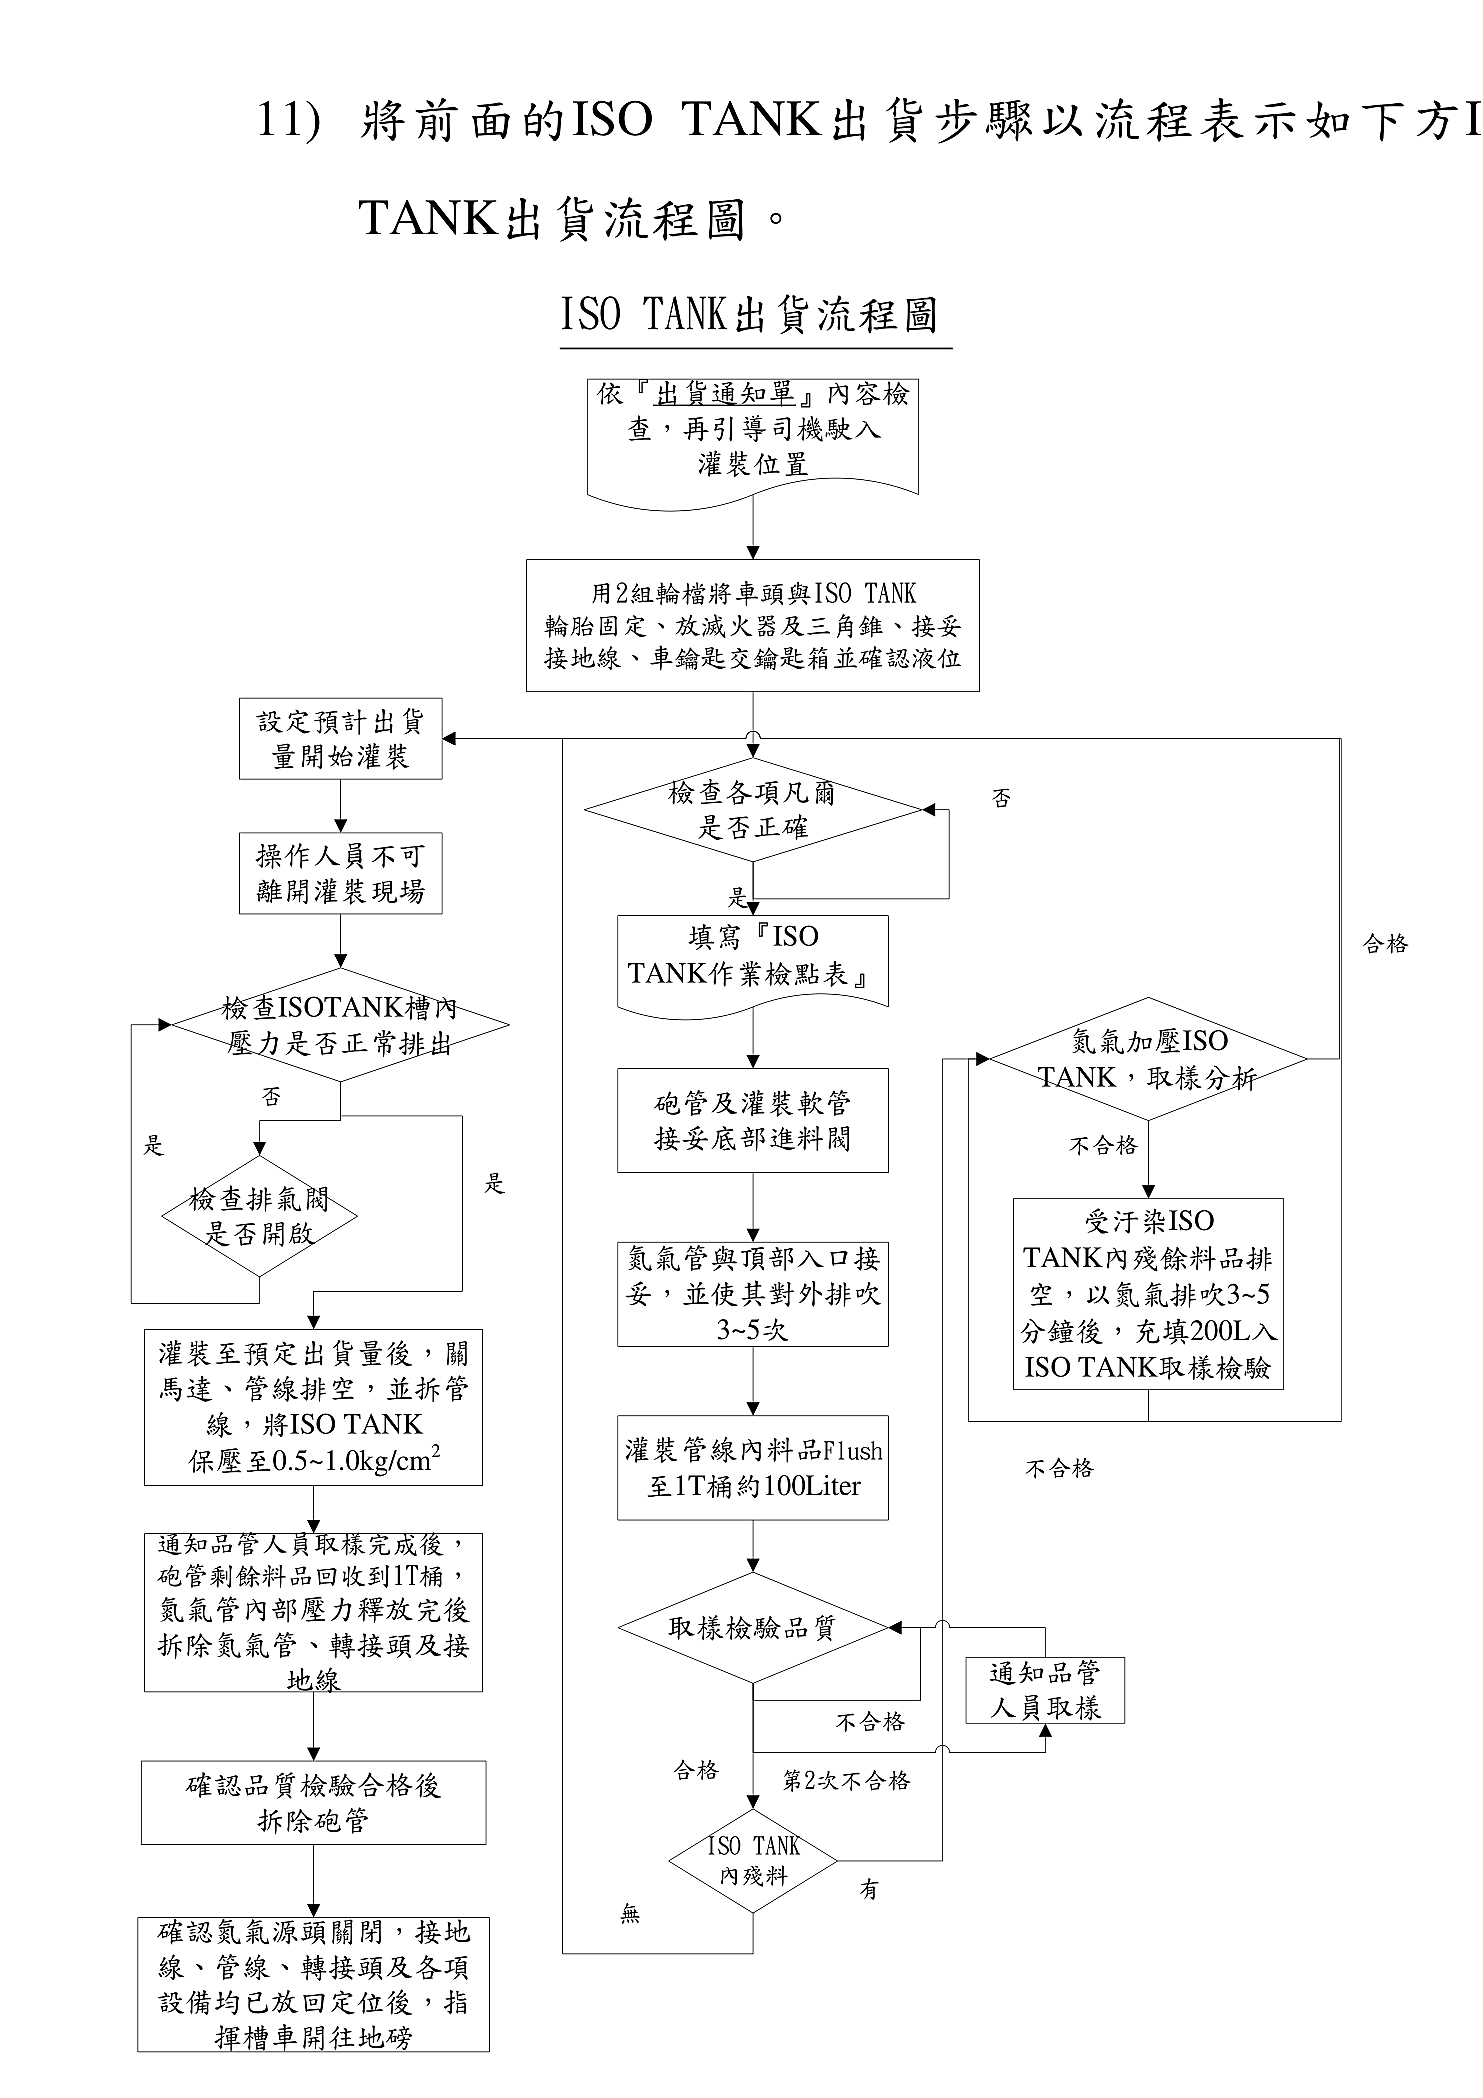 11) 將前面的ISO TANK出貨步驟以流程表示如下方I
TANK出貨流程圖。
ISO TANK出貨流程圖
依『出貨通知單』內容檢
查，再引導司機駛入
灌裝位置
用2組輪檔將車頭與ISO TANK
輪胎固定、放滅火器及三角錐、接妥
接地線、車鑰匙交鑰匙箱並確認液位
設定預計出貨
量開始灌裝
操作人員不可
離開灌裝現場
檢查ISOTANK槽內
壓力是否正常排出
否
是
是
檢查排氣閥
是否開啟
灌裝至預定出貨量後，關
馬達、管線排空，並拆管
線，將ISO TANK
保壓至0.5~1.0kg/cm²
通知品管人員取樣完成後，
砲管剩餘料品回收到1T桶，
氮氣管內部壓力釋放完後
拆除氮氣管、轉接頭及接
地線
確認品質檢驗合格後
拆除砲管
確認氮氣源頭關閉，接地
線、管線、轉接頭及各項
設備均已放回定位後，指
揮槽車開往地磅
檢查各項凡爾
是否正確
否
是
填寫『ISO
TANK作業檢點表』
砲管及灌裝軟管
接妥底部進料閥
氮氣管與頂部入口接
妥，並使其對外排吹
3~5次
灌裝管線內料品Flush
至1T桶約100Liter
取樣檢驗品質
不合格
通知品管
人員取樣
合格
第2次不合格
ISO TANK
內殘料
有
無
合格
氮氣加壓ISO
TANK，取樣分析
不合格
受汙染ISO
TANK內殘餘料品排
空，以氮氣排吹3~5
分鐘後，充填200L入
ISO TANK取樣檢驗
不合格